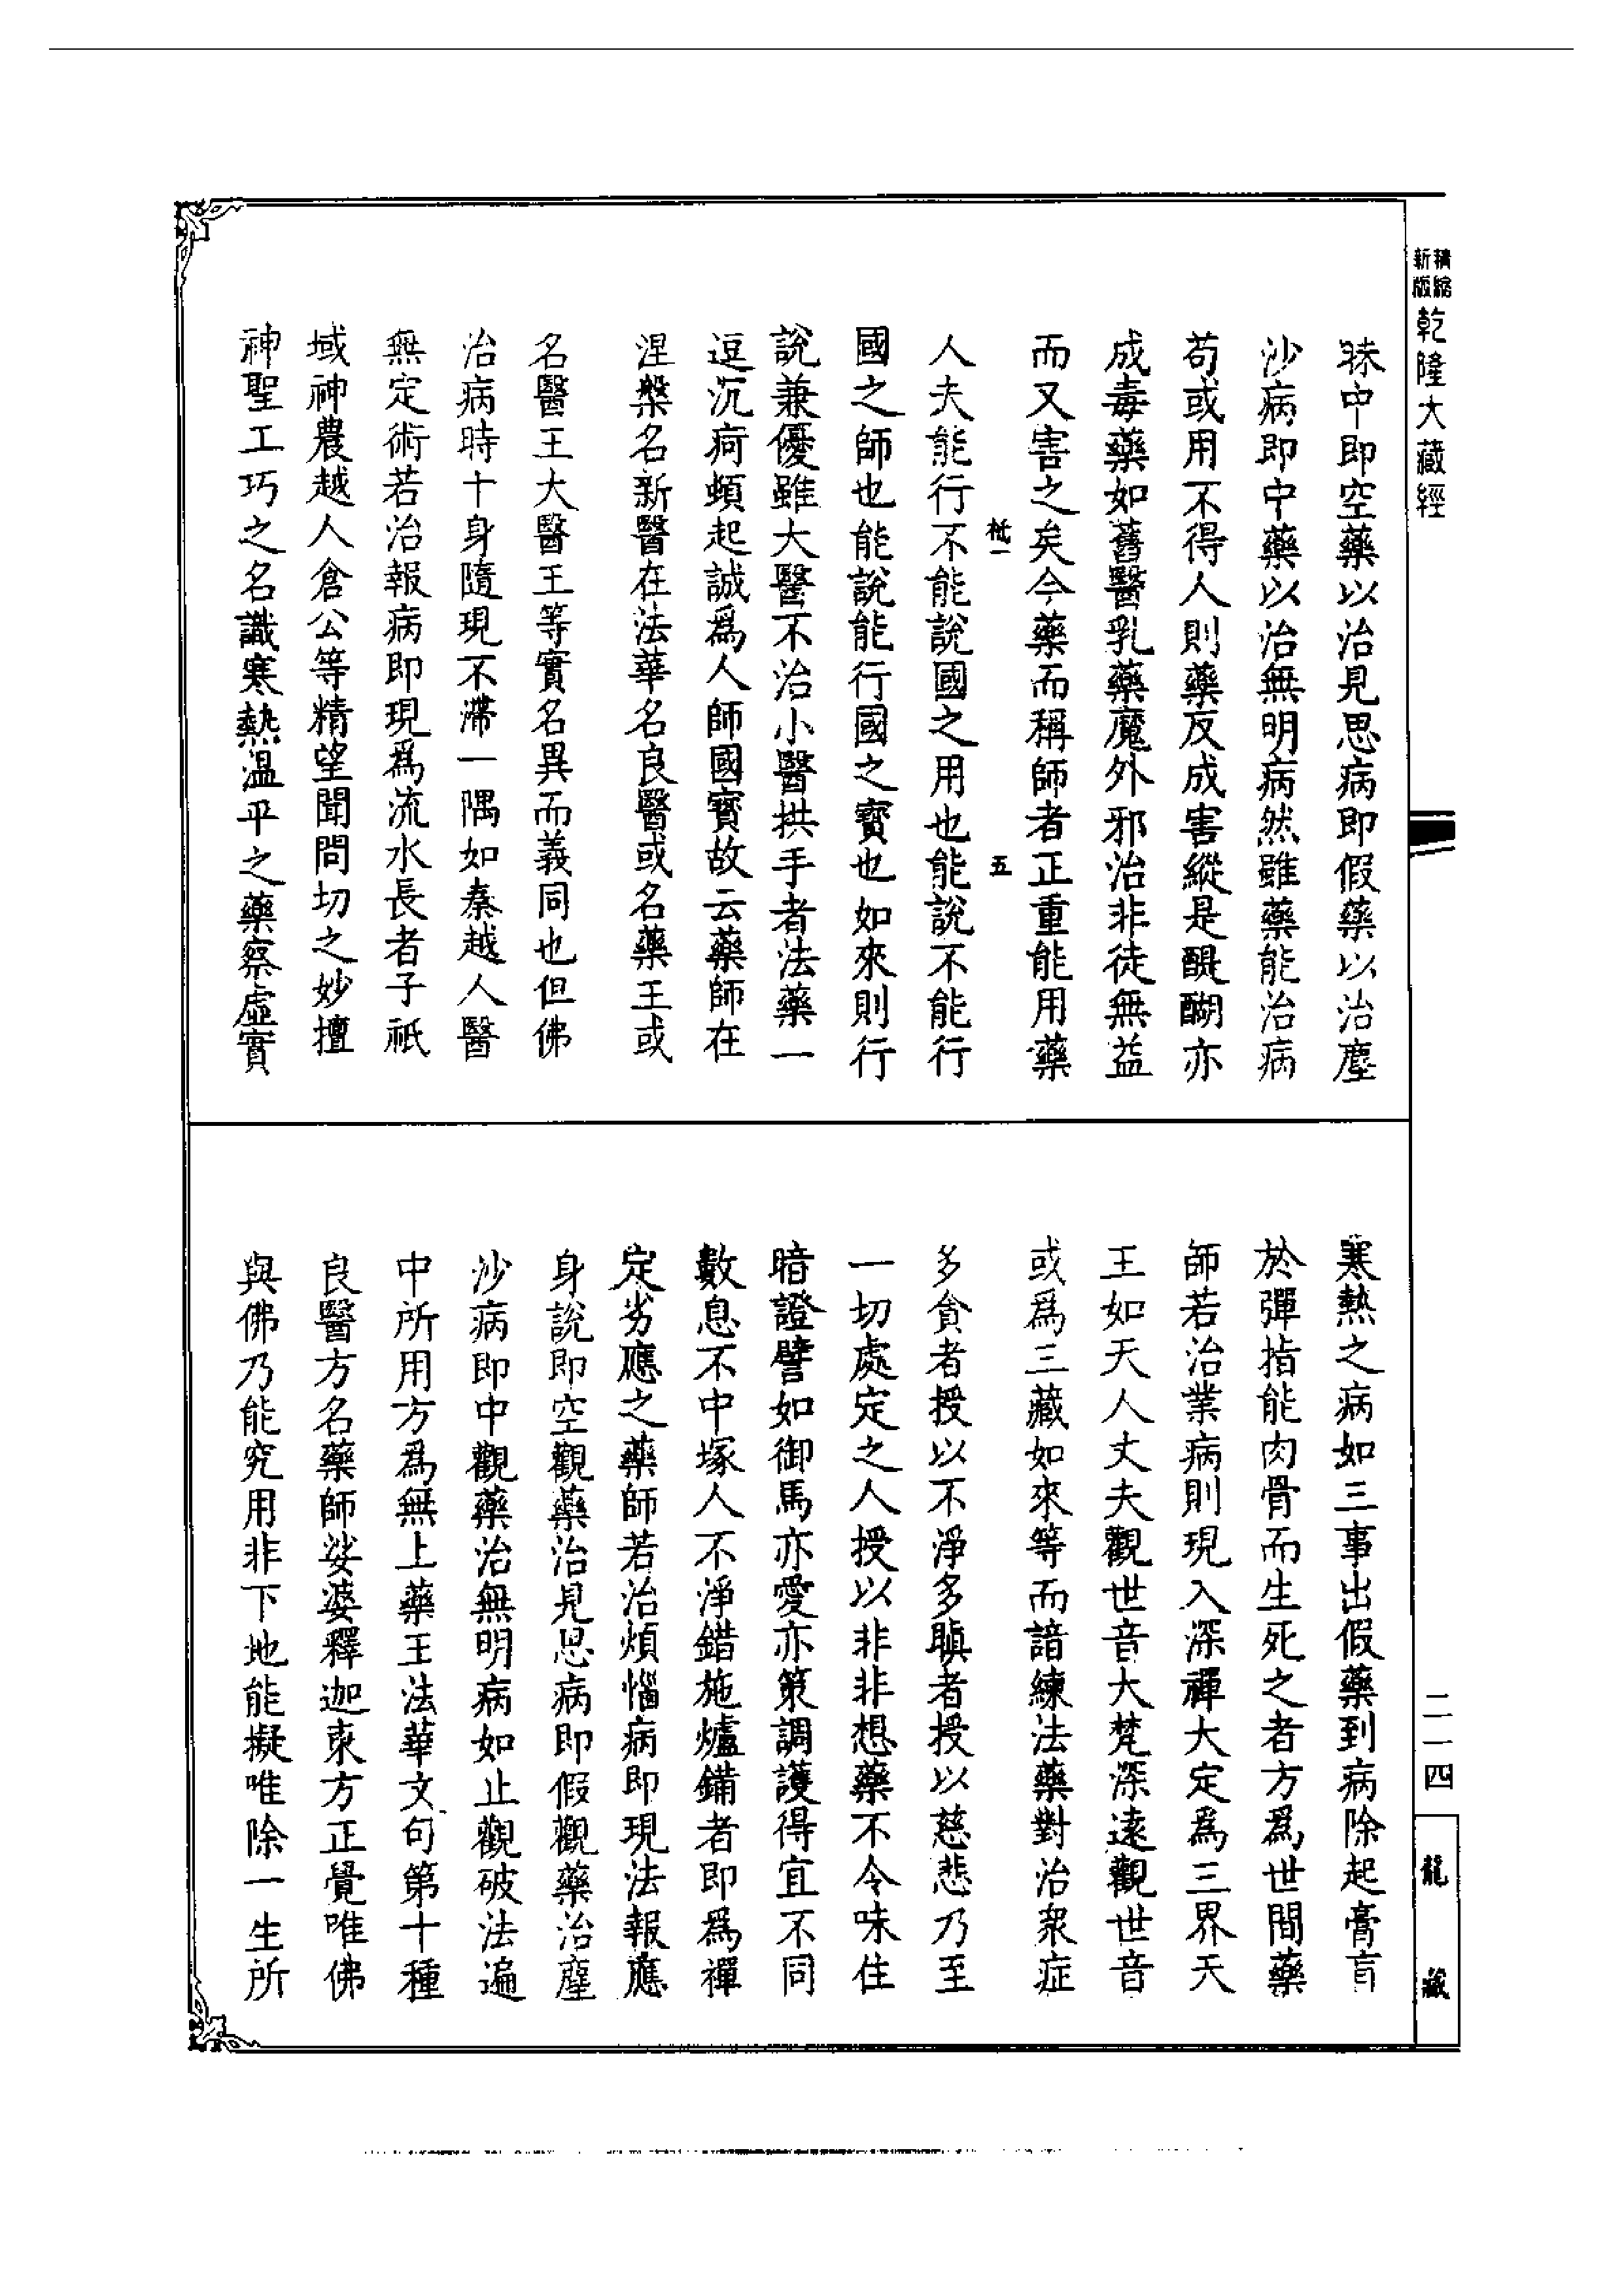 精縮
新版
乾隆大藏經
昧中即空藥以治見思病即假藥以治塵
沙病即中藥以治無明病然雖藥能治病
苟或用不得人則藥反成害縱是醍醐亦
成毒藥如舊醫乳藥魔外邪治非徒無益
而又害之矣今藥而稱師者正重能用藥
五
人夫能行不能說國之用也能說不能行
國之師也能說能行國之寶也如來則行
說兼優雖大醫不治小醫拱手者法藥一
逗沉疴頓起誠爲人師國寶故云藥師在
涅槃名新醫在法華名良醫或名藥王或
名醫王大醫王等實名異而義同也但佛
治病時十身隨現不滯一隅如秦越人醫
無定術若治報病即現爲流水長者子祇
域神農越人倉公等精望聞問切之妙擅
神聖工巧之名識寒熱温平之藥察虛實
寒熱之病如三事出假藥到病除起膏肓
於彈指能肉骨而生死之者方爲世間藥
師若治業病則現入深禪大定爲三界天
王如天人丈夫觀世音大梵深遠觀世音
或爲三藏如來等而諳練法藥對治衆症
多貪者授以不淨多瞋者授以慈悲乃至
一切處定之人授以非非想藥不令味住
暗證譬如御馬亦愛亦策調護得宜不同
數息不中塚人不淨錯施爐鞴者即爲禪
定劣應之藥師若治煩惱病即現法報應
身說即空觀藥治見思病即假觀藥治塵
沙病即中觀藥治無明病如止觀破法遍
中所用方爲無上藥王法華文句第十種
良醫方名藥師娑婆釋迦東方正覺唯佛
與佛乃能究用非下地能擬唯除一生所
二一四
龍藏